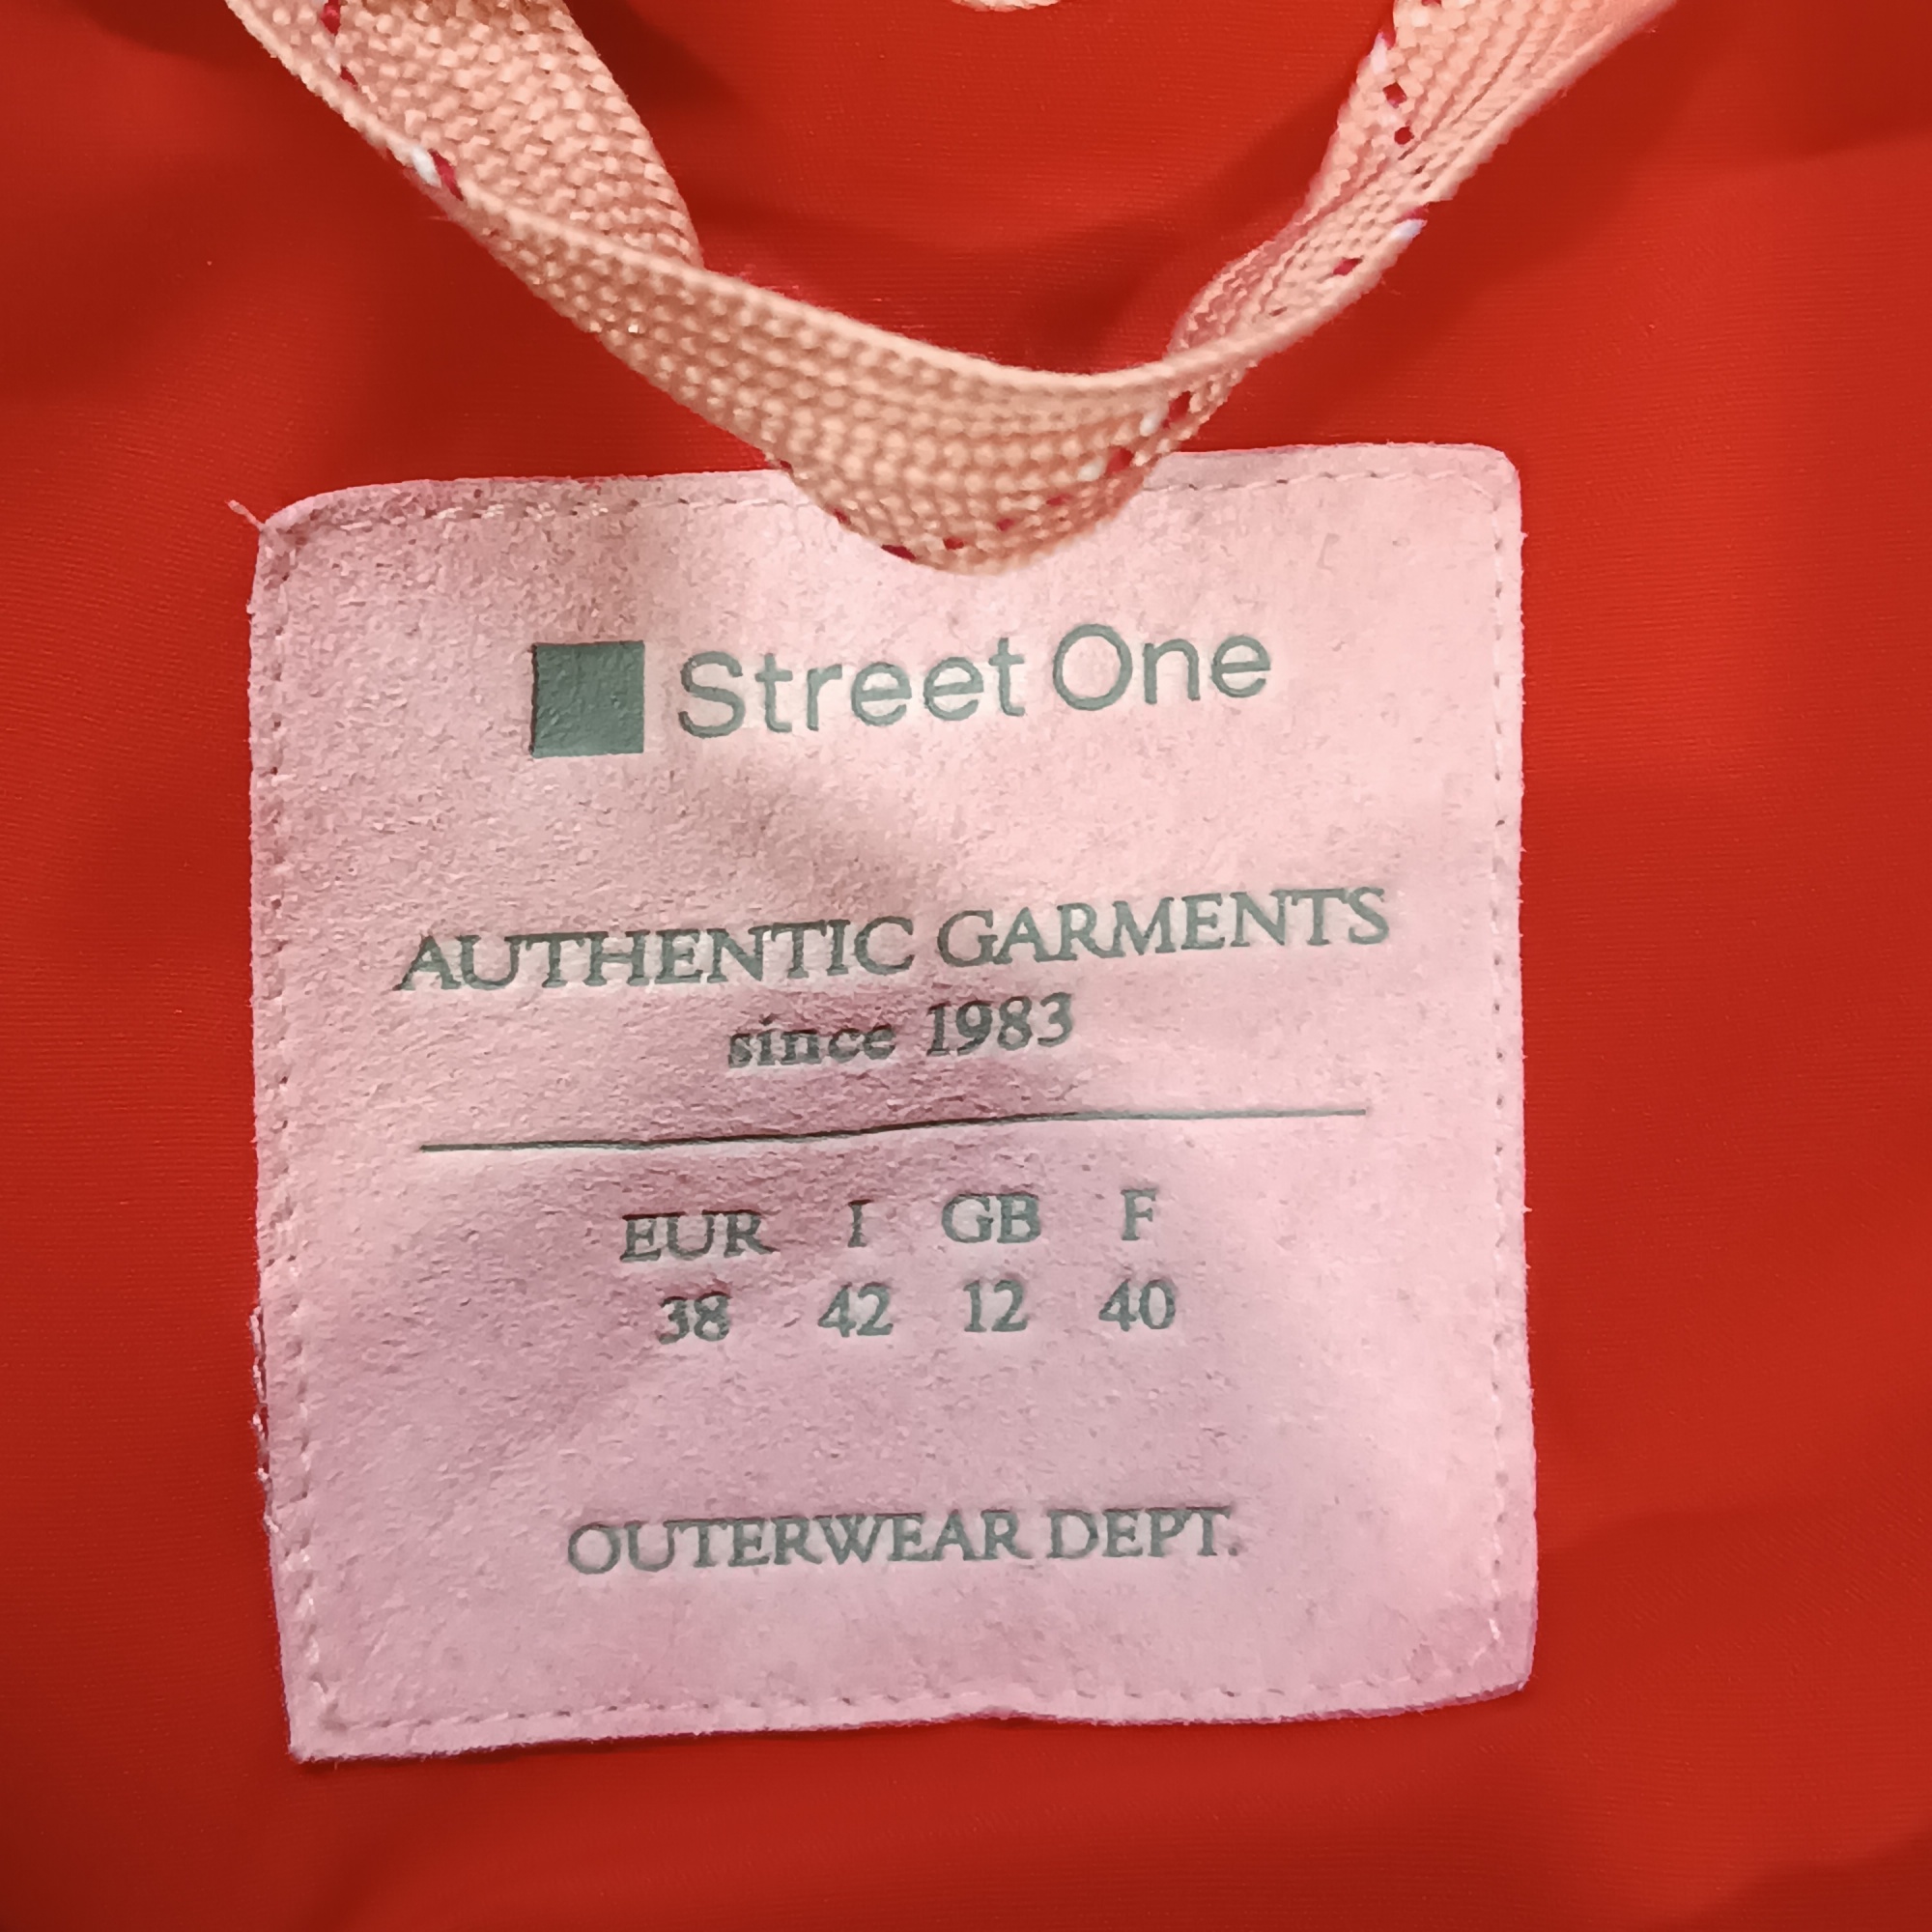 Street One
AUTHENTIC GARMENTS
since 1983
EUR I GB F
38 42 12 40
OUTERWEAR DEPT.